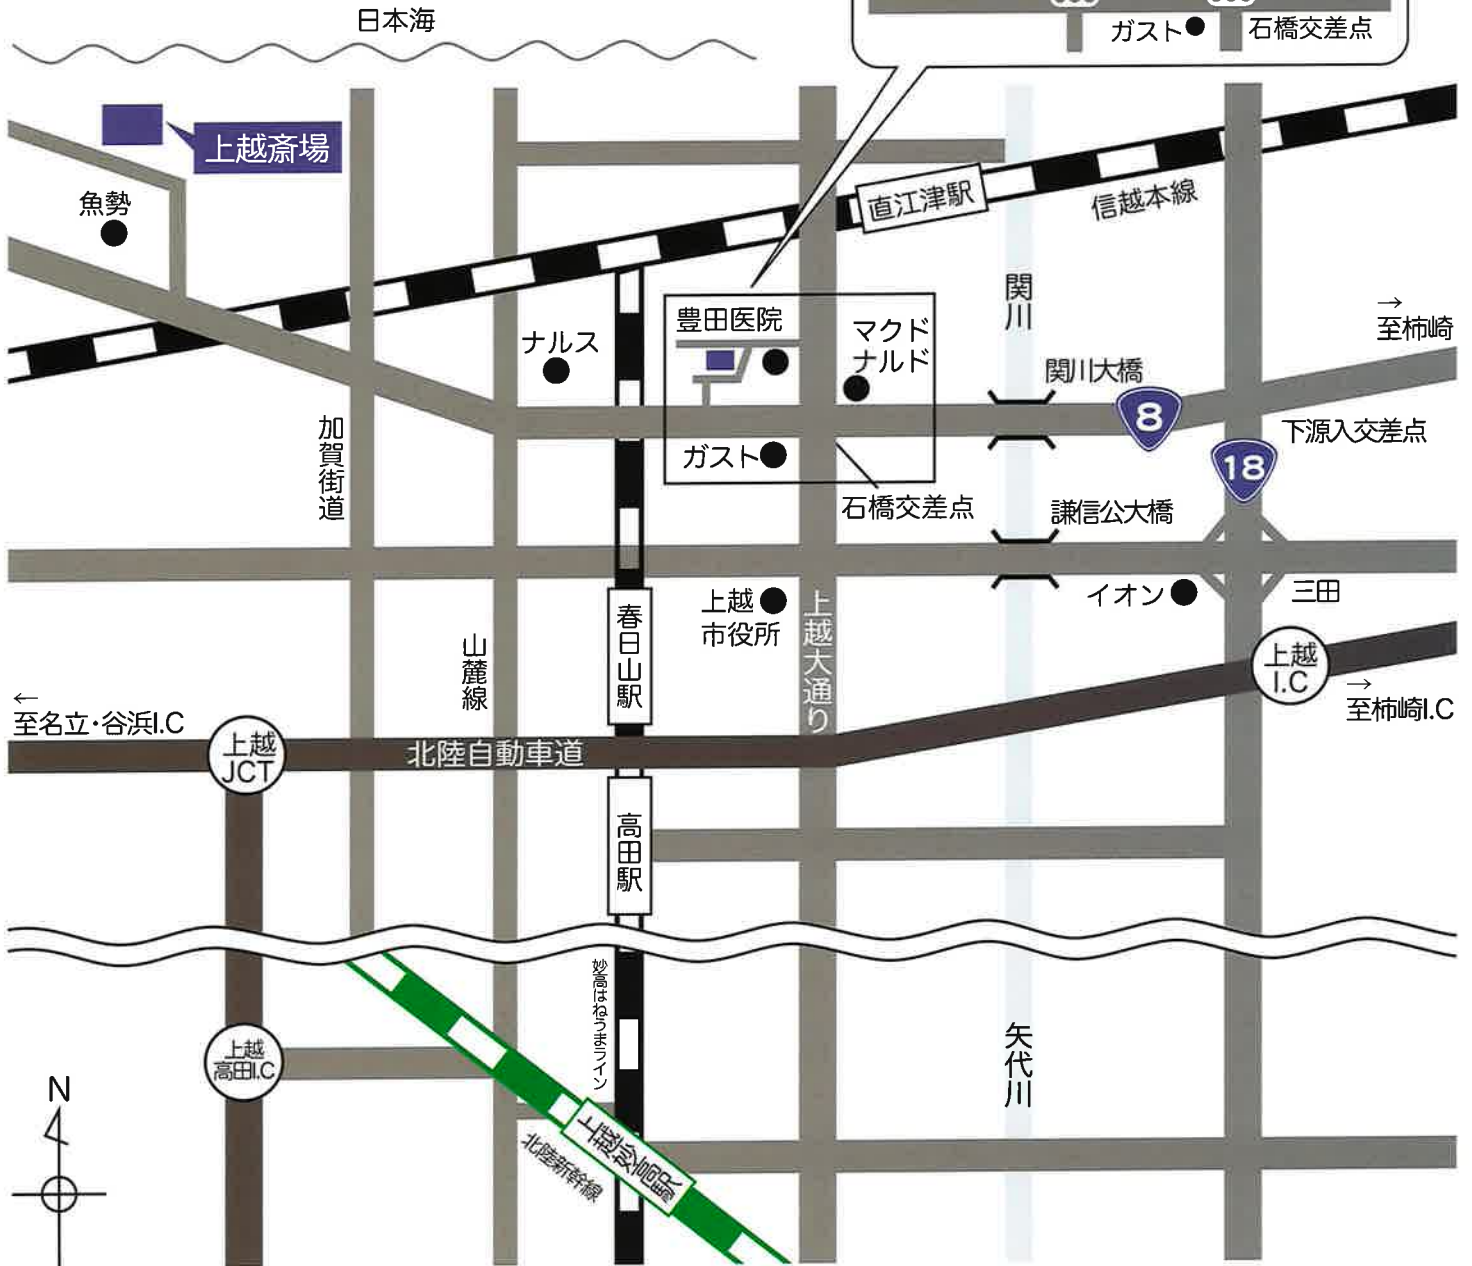 日本海
ガスト
石橋交差点
上越斎場
魚勢
直江津駅
信越本線
関川
→
至柿崎
豊田医院
マクド
ナルド
ナルス
関川大橋
8
下源入交差点
18
加賀街道
ガスト
石橋交差点
謙信公大橋
イオン
三田
上越
市役所
上越大通り
春日山駅
山麓線
上越
I.C
→
至柿崎I.C
←
至名立・谷浜I.C
上越
JCT
北陸自動車道
高田駅
妙高はねうまライン
矢代川
上越
高田I.C
N
上越妙高駅
北陸新幹線